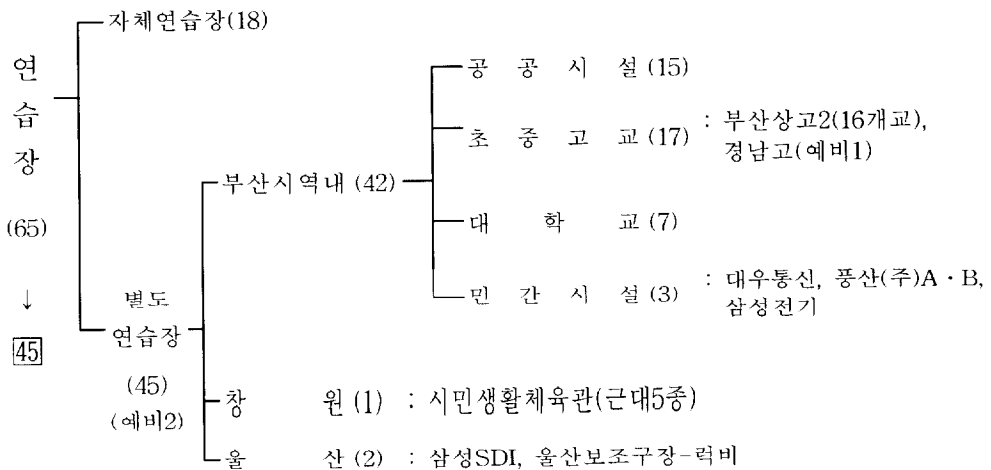 연습장
(65)
↓
45
자체연습장(18)
별도
연습장
(45)
(예비2)
부산시역내 (42)
공 공 시 설 (15)
초 중 고 교 (17) : 부산상고2(16개교),
경남고(예비1)
대 학 교 (7)
민 간 시 설 (3) : 대우통신, 풍산(주)A·B,
삼성전기
창 원 (1) : 시민생활체육관(근대5종)
울 산 (2) : 삼성SDI, 울산보조구장-럭비